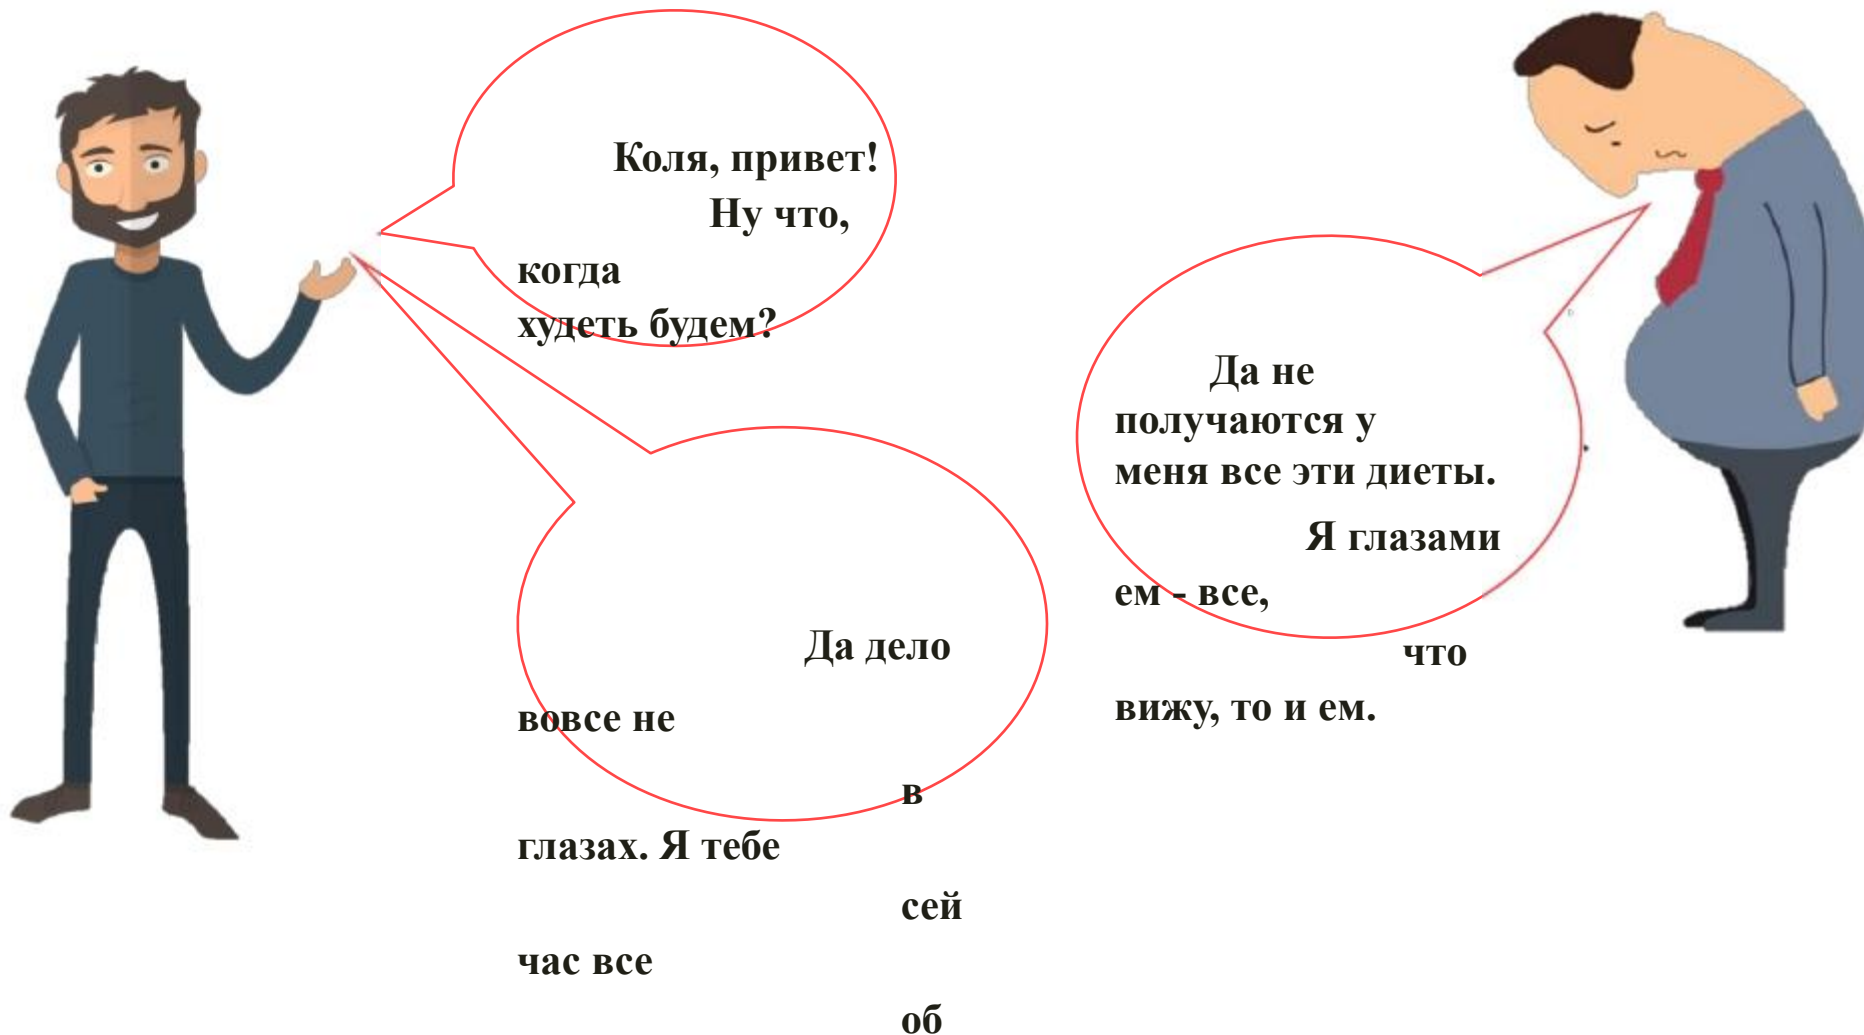 Коля, привет!
Ну что,
когда
худеть будем?
Да не
получаются у
меня все эти диеты.
Я глазами
ем - все,
что
вижу, то и ем.
Да дело
вовсе не
в
глазах. Я тебе
сей
час все
об